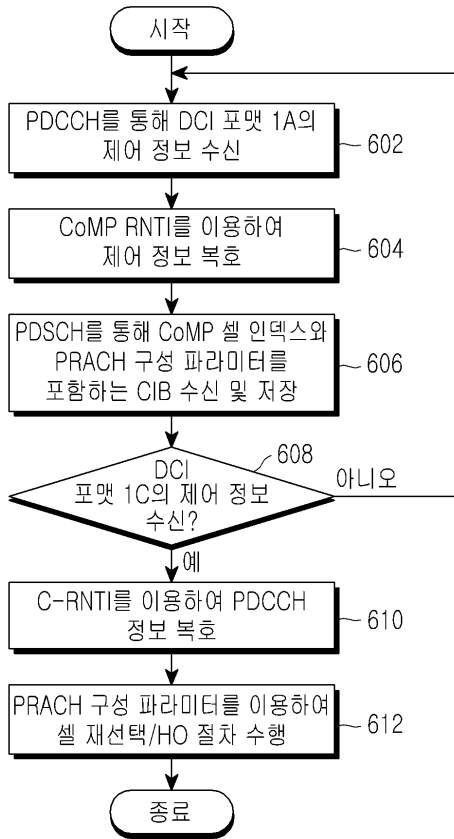 시작
PDCCH를 통해 DCI 포맷 1A의
제어 정보 수신
602
CoMP RNTI를 이용하여
제어 정보 복호
604
PDSCH를 통해 CoMP 셀 인덱스와
PRACH 구성 파라미터를
포함하는 CIB 수신 및 저장
606
DCI
포맷 1C의 제어 정보
수신?
608
아니오
예
C-RNTI를 이용하여 PDCCH
정보 복호
610
PRACH 구성 파라미터를 이용하여
셀 재선택/HO 절차 수행
612
종료